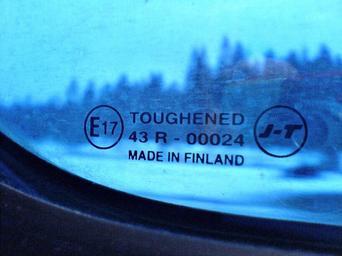 E17 TOUGHENED J-T
43 R - 00024
MADE IN FINLAND